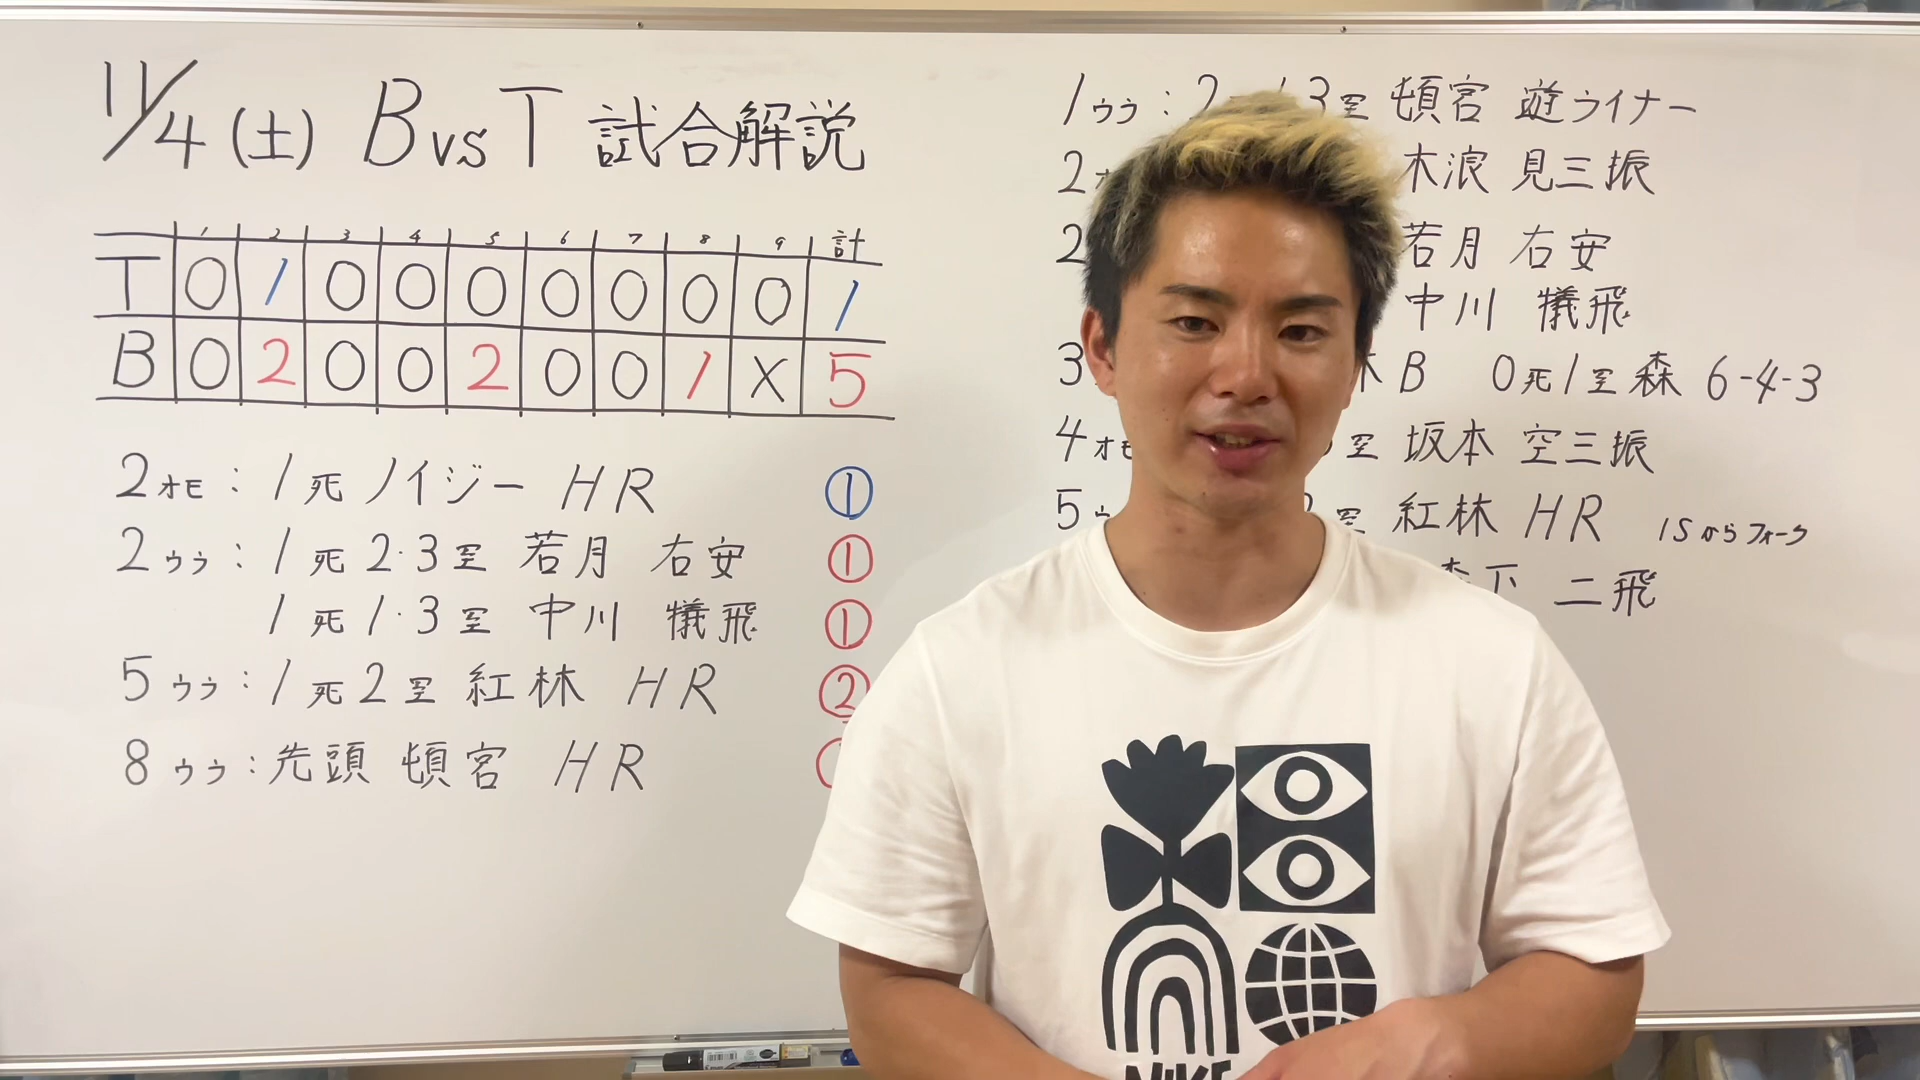 11/4(土) B vs T 試合解説
1 2 3 4 5 6 7 8 9 計
T 0 1 0 0 0 0 0 0 0 1
B 0 2 0 0 2 0 0 1 X 5
2オモ:1死 ノイジー HR ①
2ウラ:1死2・3塁 若月 右安 ①
1死1・3塁 中川 犠飛 ①
5ウラ:1死2塁 紅林 HR ②
8ウラ:先頭 頓宮 HR
1ウラ:2 1 3塁 頓宮 遊ライナー
2オ 木浪 見三振
2 若月 右安
中川 犠飛
3 B 0死1塁 森 6-4-3
4オモ 塁 坂本 空三振
5ウ 塁 紅林 HR 1Sからフォーク
下 二飛
NIKE